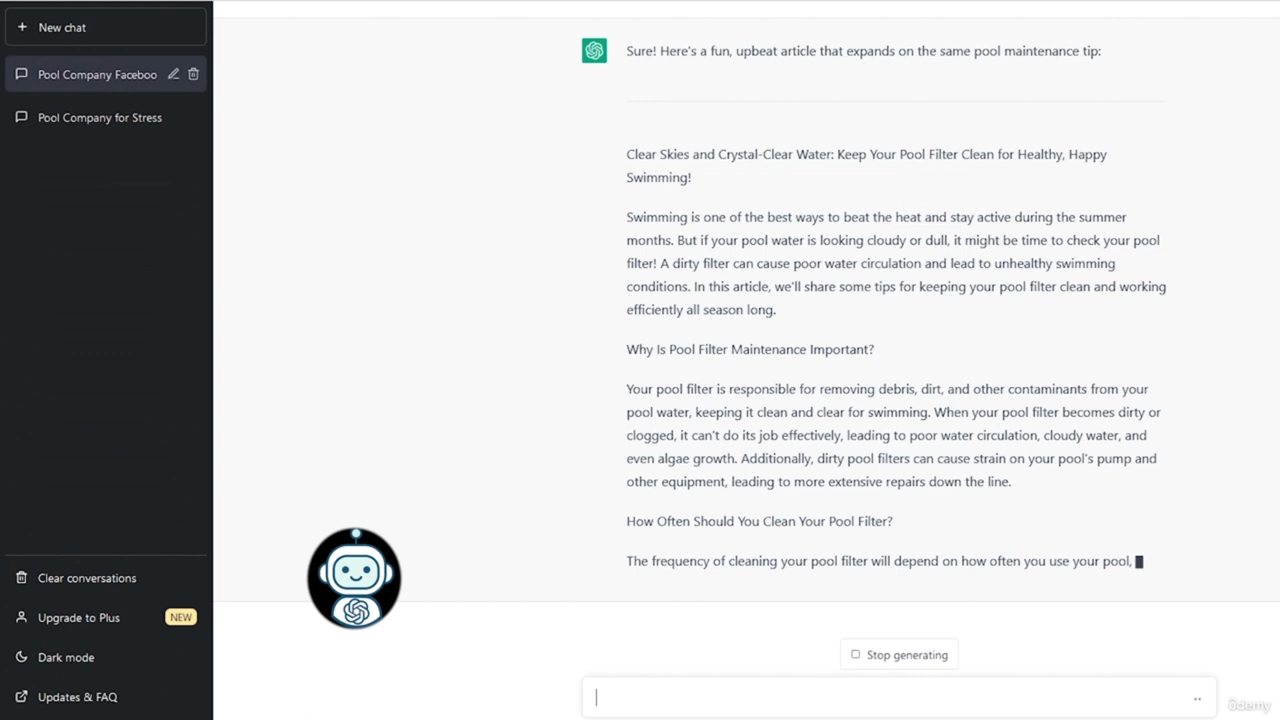 New chat
Pool Company Faceboo
Pool Company for Stress
Clear conversations
Upgrade to Plus
NEW
Dark mode
Updates & FAQ
Sure! Here's a fun, upbeat article that expands on the same pool maintenance tip:
Clear Skies and Crystal-Clear Water: Keep Your Pool Filter Clean for Healthy, Happy
Swimming!
Swimming is one of the best ways to beat the heat and stay active during the summer
months. But if your pool water is looking cloudy or dull, it might be time to check your pool
filter! A dirty filter can cause poor water circulation and lead to unhealthy swimming
conditions. In this article, we'll share some tips for keeping your pool filter clean and working
efficiently all season long.
Why Is Pool Filter Maintenance Important?
Your pool filter is responsible for removing debris, dirt, and other contaminants from your
pool water, keeping it clean and clear for swimming. When your pool filter becomes dirty or
clogged, it can't do its job effectively, leading to poor water circulation, cloudy water, and
even algae growth. Additionally, dirty pool filters can cause strain on your pool's pump and
other equipment, leading to more extensive repairs down the line.
How Often Should You Clean Your Pool Filter?
The frequency of cleaning your pool filter will depend on how often you use your pool,
Stop generating
ûdemy